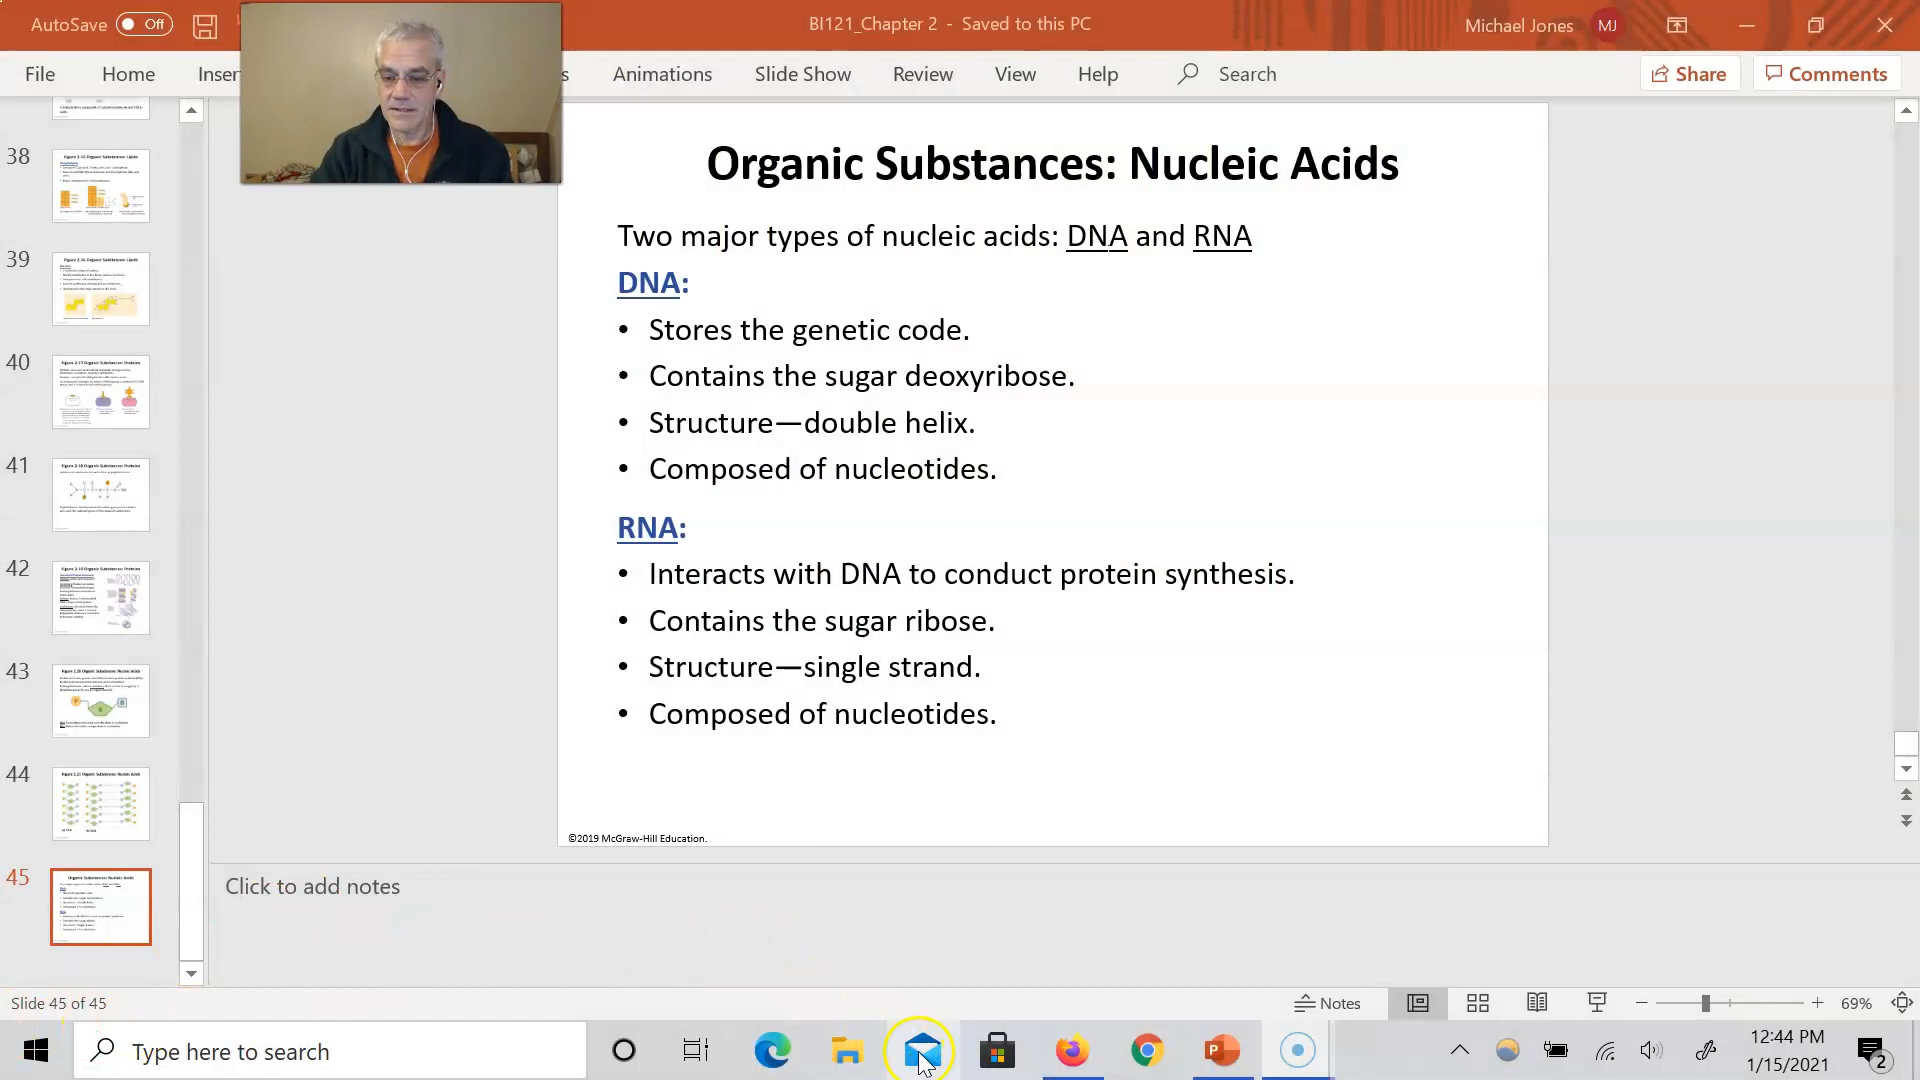 AutoSave Off
BI121_Chapter 2 - Saved to this PC
Michael Jones MJ
File Home Inser Animations Slide Show Review View Help Search Share Comments
38
39
40
41
42
43
44
45
Organic Substances: Nucleic Acids
Two major types of nucleic acids: DNA and RNA
DNA:
• Stores the genetic code.
• Contains the sugar deoxyribose.
• Structure—double helix.
• Composed of nucleotides.
RNA:
• Interacts with DNA to conduct protein synthesis.
• Contains the sugar ribose.
• Structure—single strand.
• Composed of nucleotides.
©2019 McGraw-Hill Education.
Click to add notes
Slide 45 of 45
Notes
69%
Type here to search
12:44 PM
1/15/2021
2